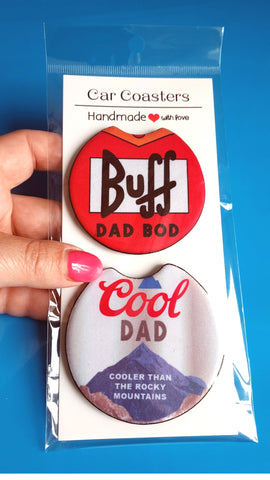 Car Coasters
Handmade with love
Buff
DAD BOD
Cool
DAD
COOLER THAN
THE ROCKY
MOUNTAINS